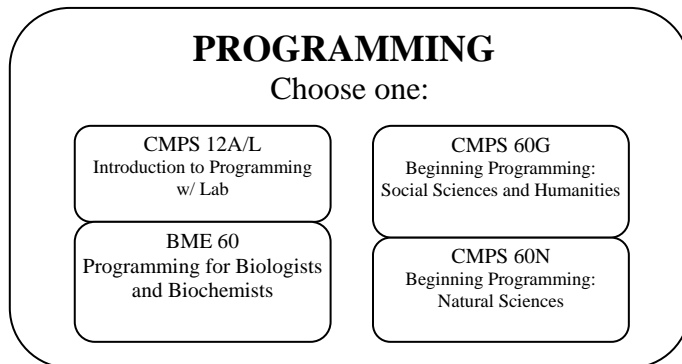 PROGRAMMING
Choose one:
CMPS 12A/L
Introduction to Programming
w/ Lab
BME 60
Programming for Biologists
and Biochemists
CMPS 60G
Beginning Programming:
Social Sciences and Humanities
CMPS 60N
Beginning Programming:
Natural Sciences